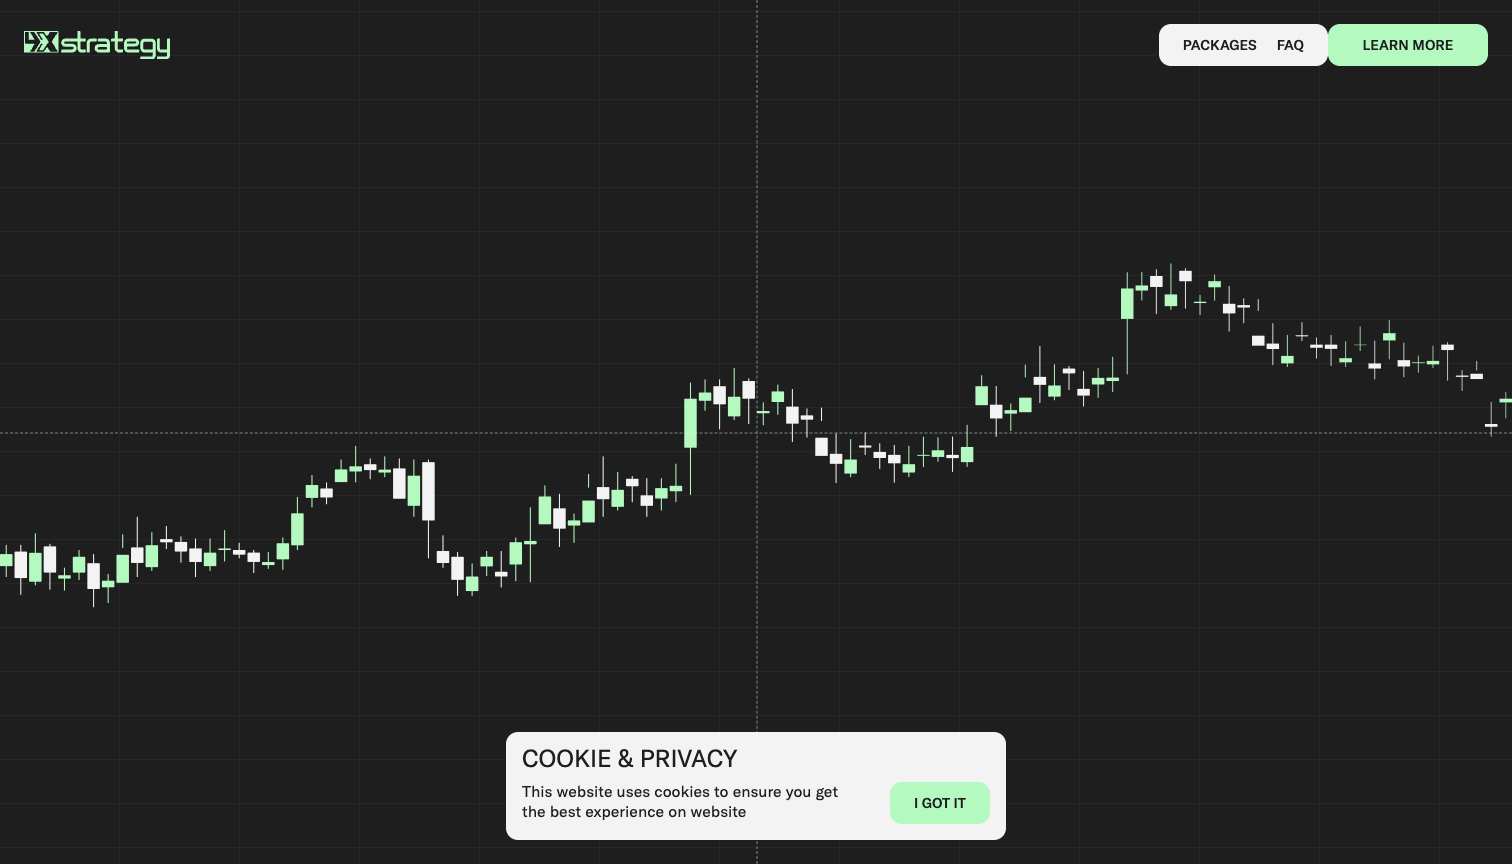 strategy
PACKAGES FAQ LEARN MORE
COOKIE & PRIVACY
This website uses cookies to ensure you get
the best experience on website
I GOT IT